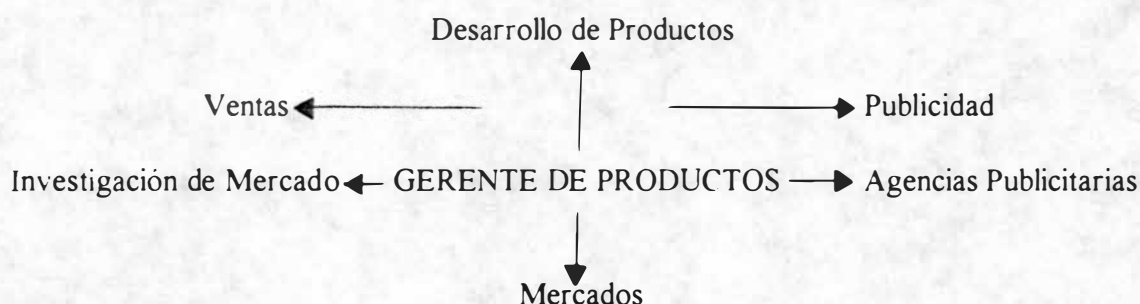 Desarrollo de Productos
Ventas Publicidad
Investigación de Mercado GERENTE DE PRODUCTOS Agencias Publicitarias
Mercados